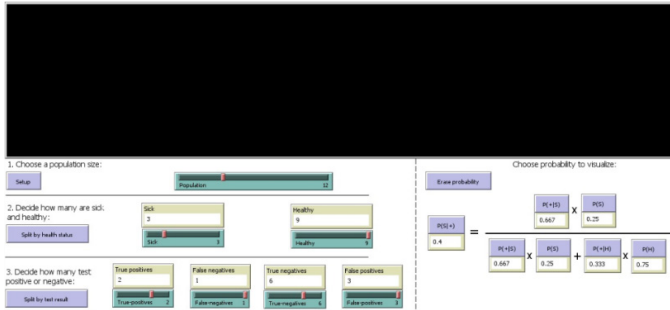 1. Choose a population size:
Setup
Population 12
2. Decide how many are sick
and healthy:
Split by health status
Sick
3
Sick 3
Healthy
9
Healthy 9
3. Decide how many test
positive or negative:
Split by test result
True positives
2
True-positives 2
False negatives
1
False-negatives 1
True negatives
6
True-negatives 6
False positives
3
False-positives 3
Choose probability to visualize:
Erase probability
P(S|+)
0.4
=
P(+|S) X P(S)
0.667 0.25
P(+|S) X P(S) + P(+|H) X P(H)
0.667 0.25 0.333 0.75